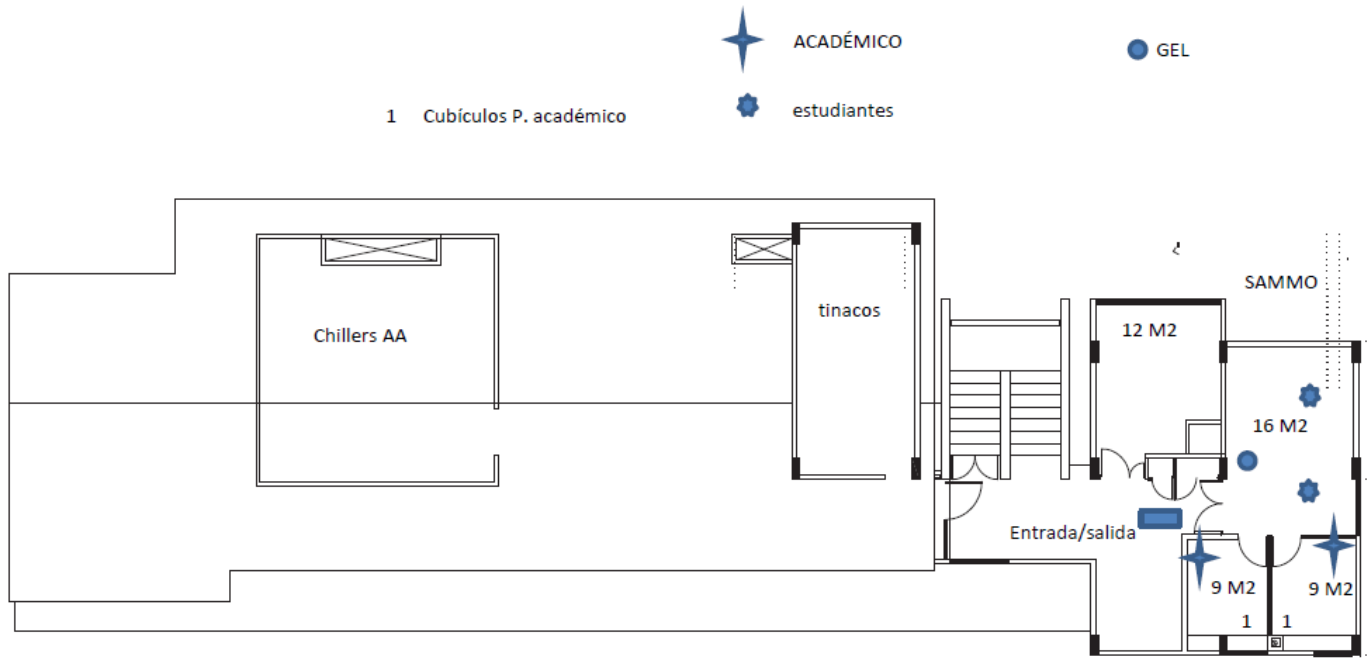 ACADÉMICO
GEL
1 Cubículos P. académico
estudiantes
SAMMO
Chillers AA
tinacos
12 M2
16 M2
Entrada/salida
9 M2
9 M2
1
1